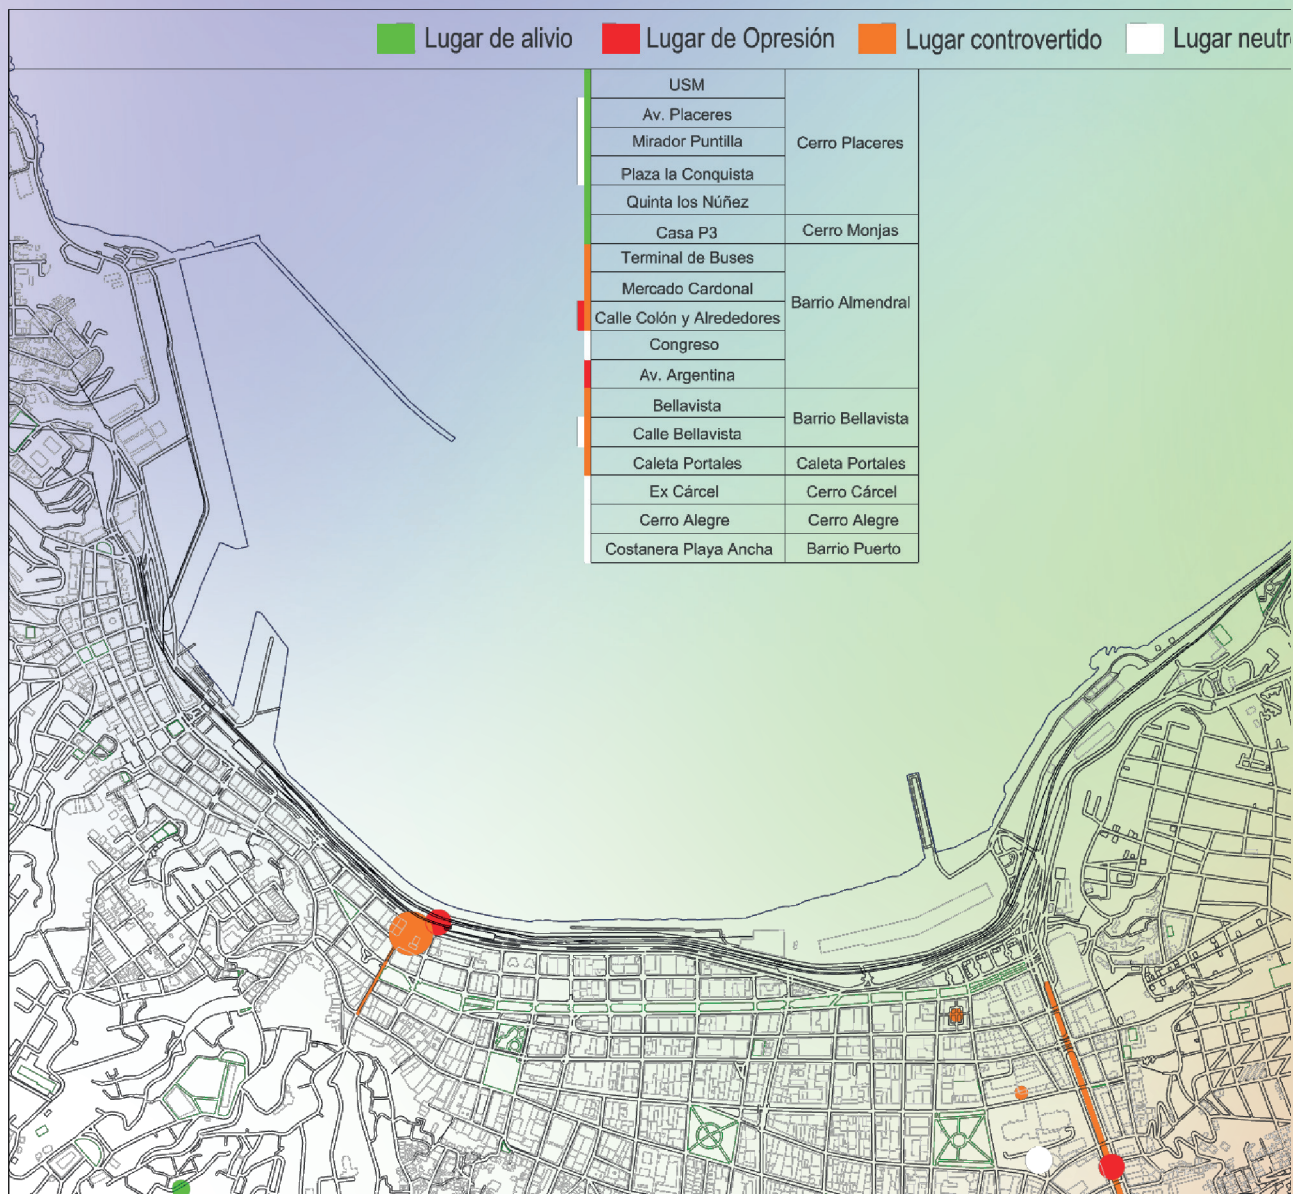 Lugar de alivio Lugar de Opresión Lugar controvertido Lugar neutr
USM
Av. Placeres
Mirador Puntilla Cerro Placeres
Plaza la Conquista
Quinta los Núñez
Casa P3 Cerro Monjas
Terminal de Buses
Mercado Cardonal
Barrio Almendral
Calle Colón y Alrededores
Congreso
Av. Argentina
Bellavista
Barrio Bellavista
Calle Bellavista
Caleta Portales Caleta Portales
Ex Cárcel Cerro Cárcel
Cerro Alegre Cerro Alegre
Costanera Playa Ancha Barrio Puerto